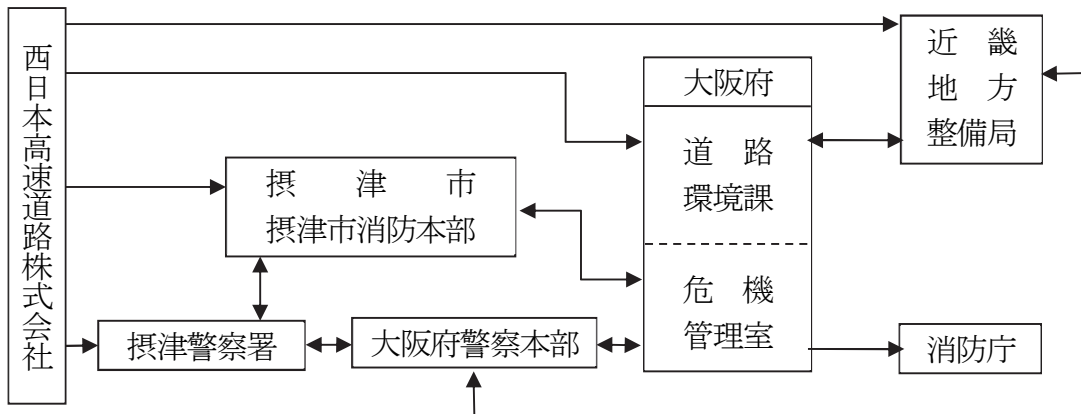 西日本高速道路株式会社
近畿
地方
整備局
大阪府
道路
環境課
摂津市
摂津市消防本部
危機
管理室
摂津警察署
大阪府警察本部
消防庁